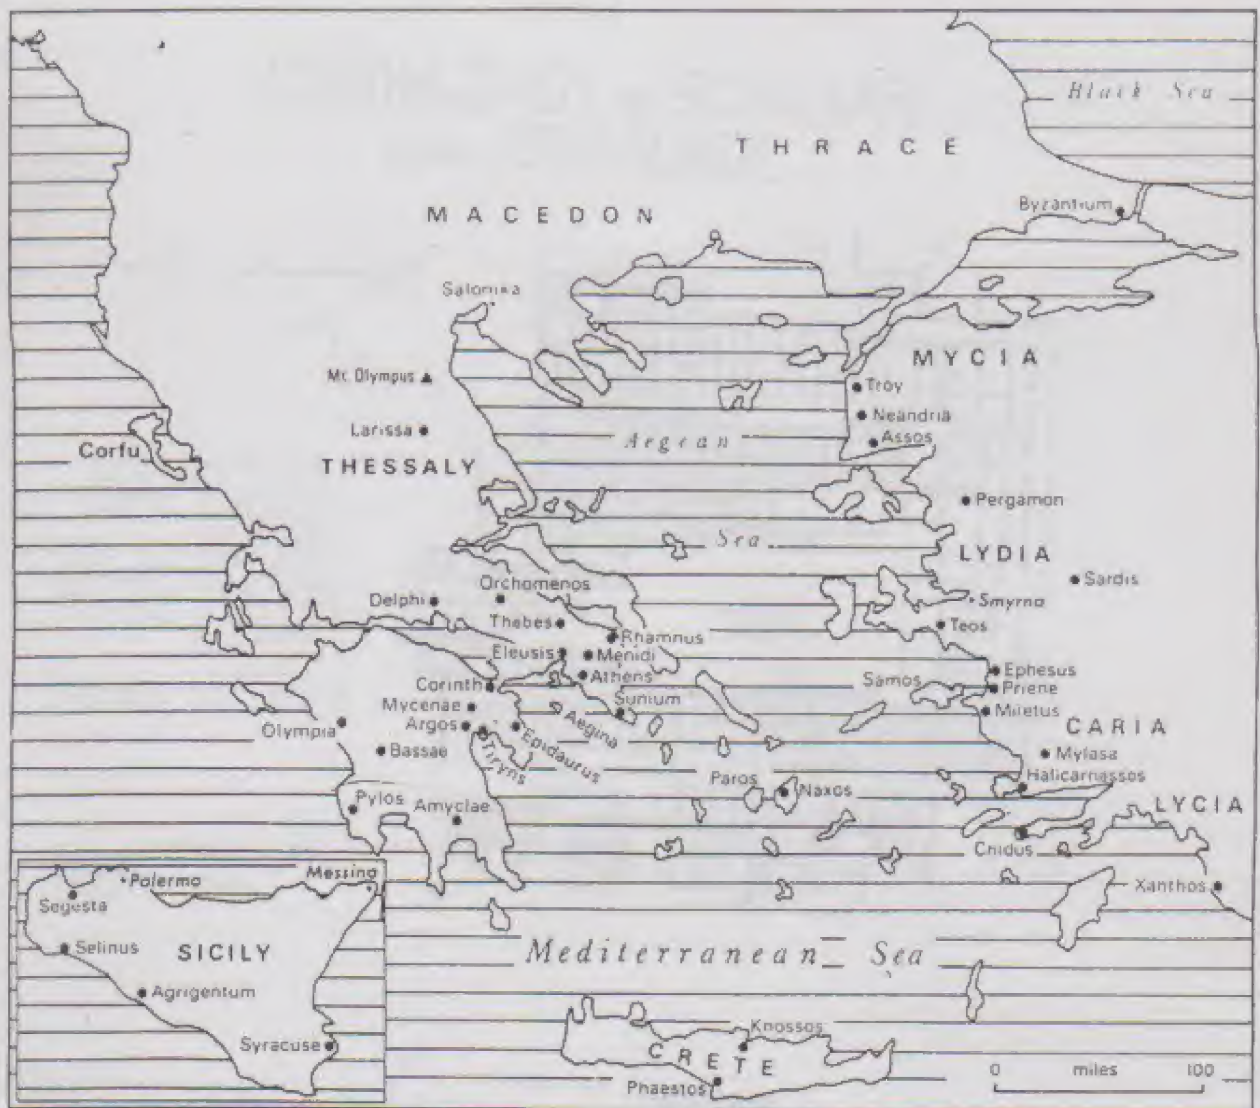 Black Sea
THRACE
Byzantium
MACEDON
Salonika
MYCIA
Mt. Olympus
Troy
Neandria
Larissa
Aegean
Assos
Corfu
THESSALY
Pergamon
Sea
LYDIA
Sardis
Orchomenos
Delphi
Smyrna
Thebes
Teos
Rhamnus
Eleusis
Menidi
Athens
Ephesus
Samos
Priene
Corinth
Sunium
Mycenae
Miletus
Aegina
Argos
Olympia
CARIA
Tiryns
Epidaurus
Bassae
Mylasa
Halicarnassos
Paros
Naxos
Pylos
Amyclae
LYCIA
Cnidus
Xanthos
Palermo
Messina
Segesta
Selinus
SICILY
Mediterranean Sea
Agrigentum
Syracuse
Knossos
CRETE
Phaestos
0 miles 100